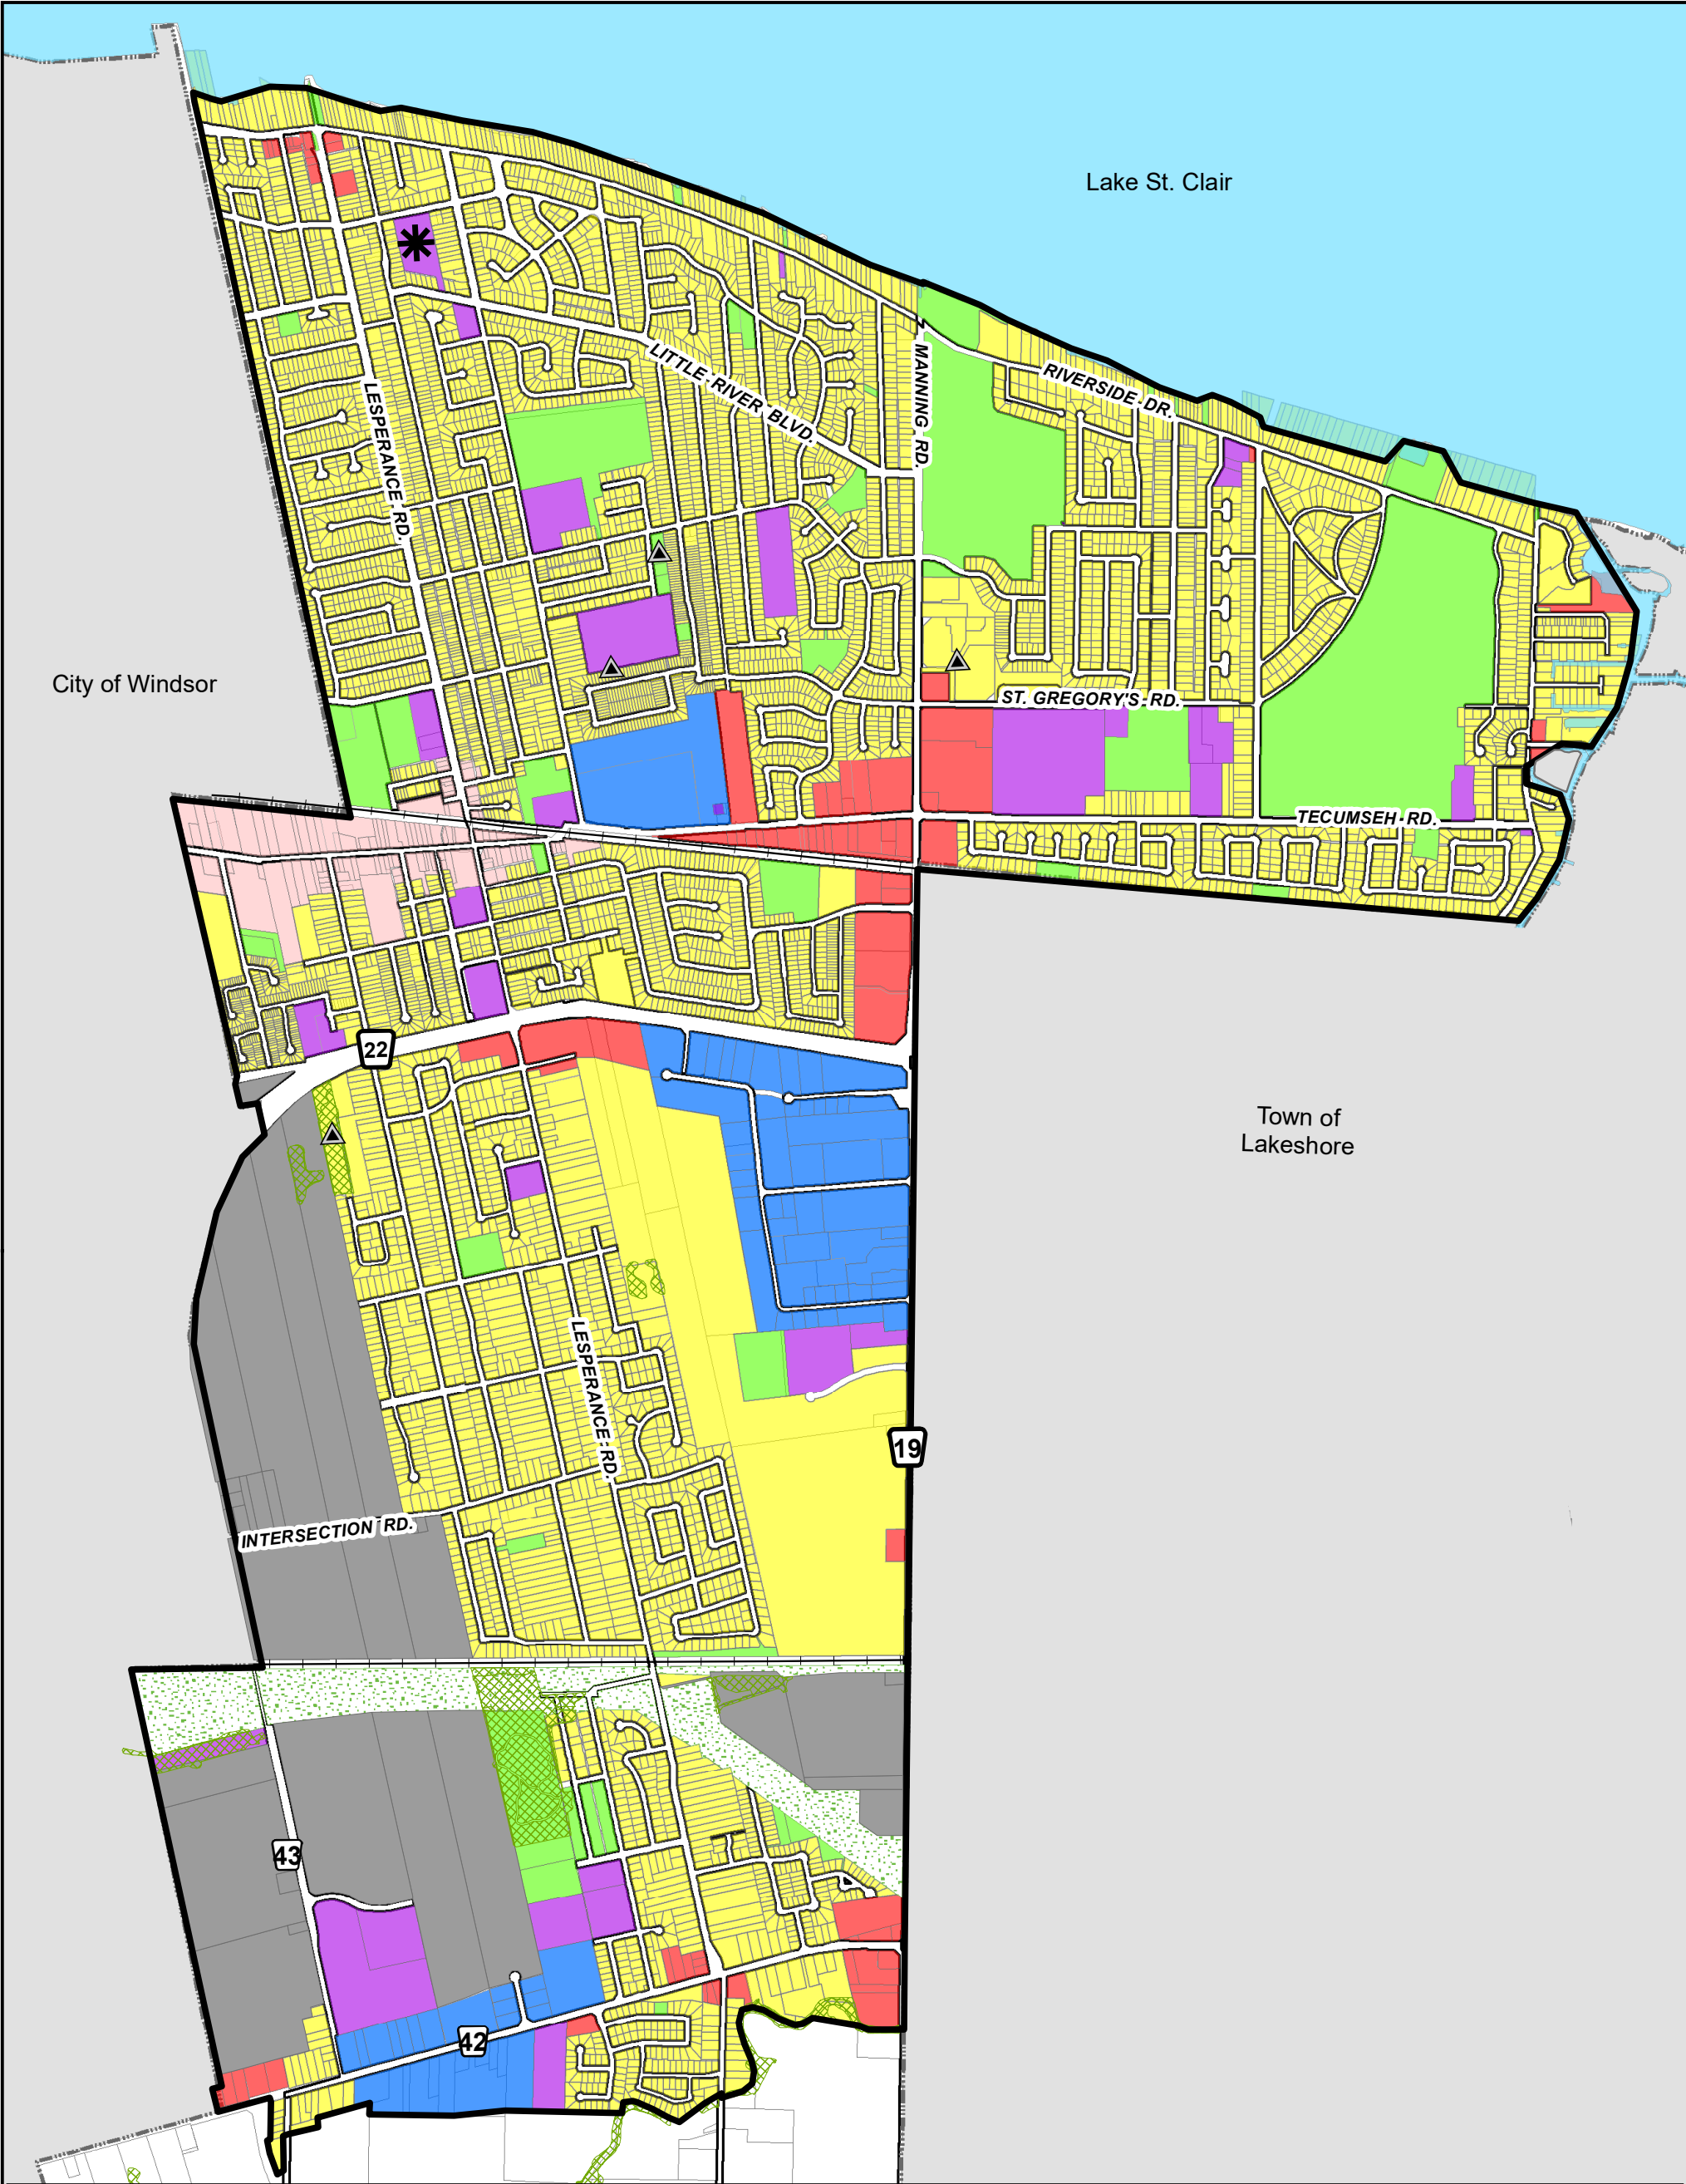 Lake St. Clair
LITTLE RIVER BLVD.
MANNING RD.
RIVERSIDE DR.
LESPERANCE RD.
City of Windsor
ST. GREGORY'S RD.
TECUMSEH RD.
22
Town of
Lakeshore
LESPERANCE RD.
19
INTERSECTION RD.
43
42